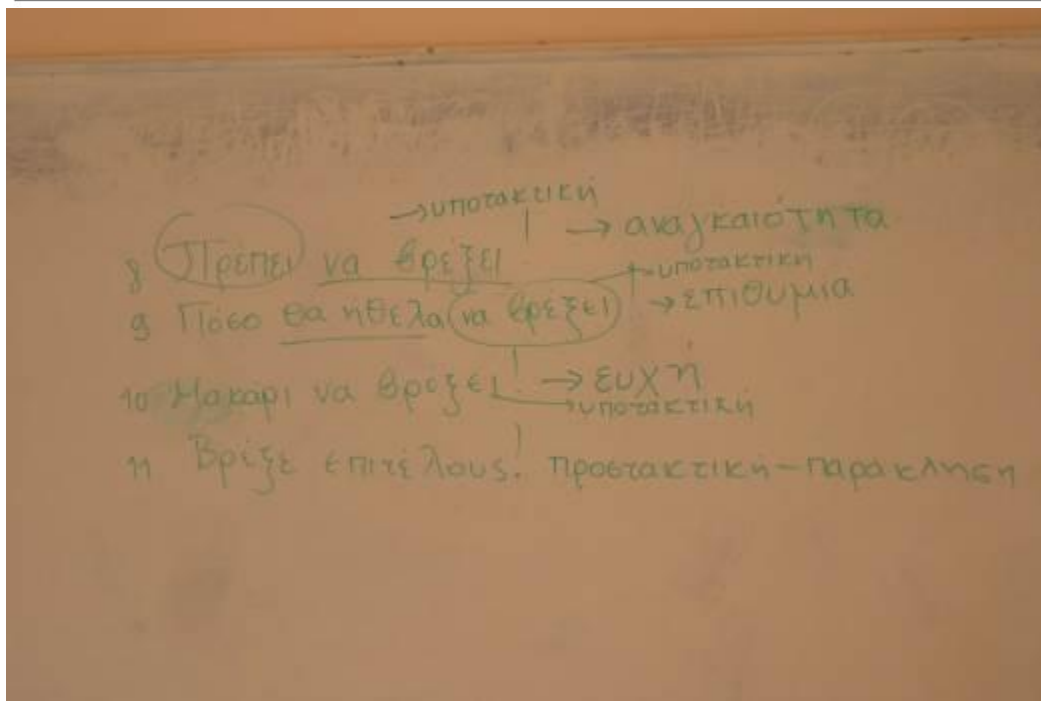 →υποτακτική
8 Πρέπει να βρέξει → αναγκαιότητα
→υποτακτική
9 Πόσο θα ήθελα να βρέξει →επιθυμία
10 Μακάρι να βρέξει → ευχή
→υποτακτική
11 Βρέξε επιτέλους! προστακτική-παράκληση